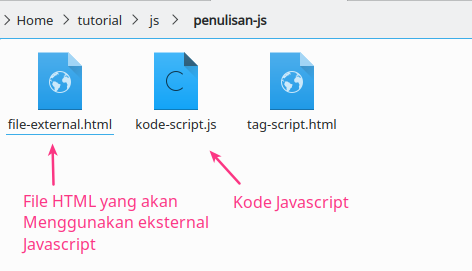 > Home > tutorial > js > penulisan-js
file-external.html kode-script.js tag-script.html
File HTML yang akan
Menggunakan eksternal
Javascript
Kode Javascript